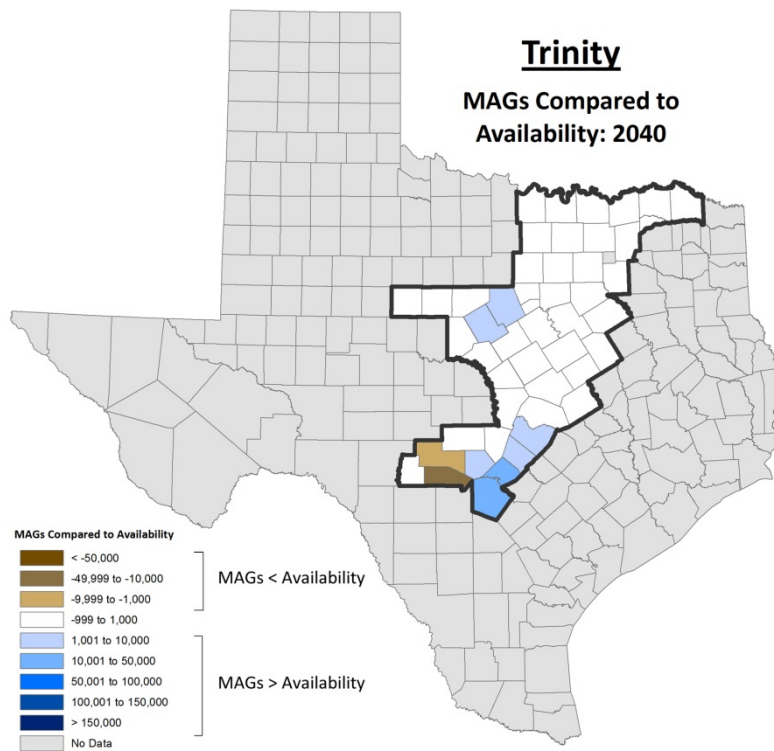 Trinity
MAGs Compared to
Availability: 2040
MAGs Compared to Availability
< -50,000
-49,999 to -10,000
-9,999 to -1,000
-999 to 1,000
1,001 to 10,000
10,001 to 50,000
50,001 to 100,000
100,001 to 150,000
> 150,000
No Data
MAGs < Availability
MAGs > Availability